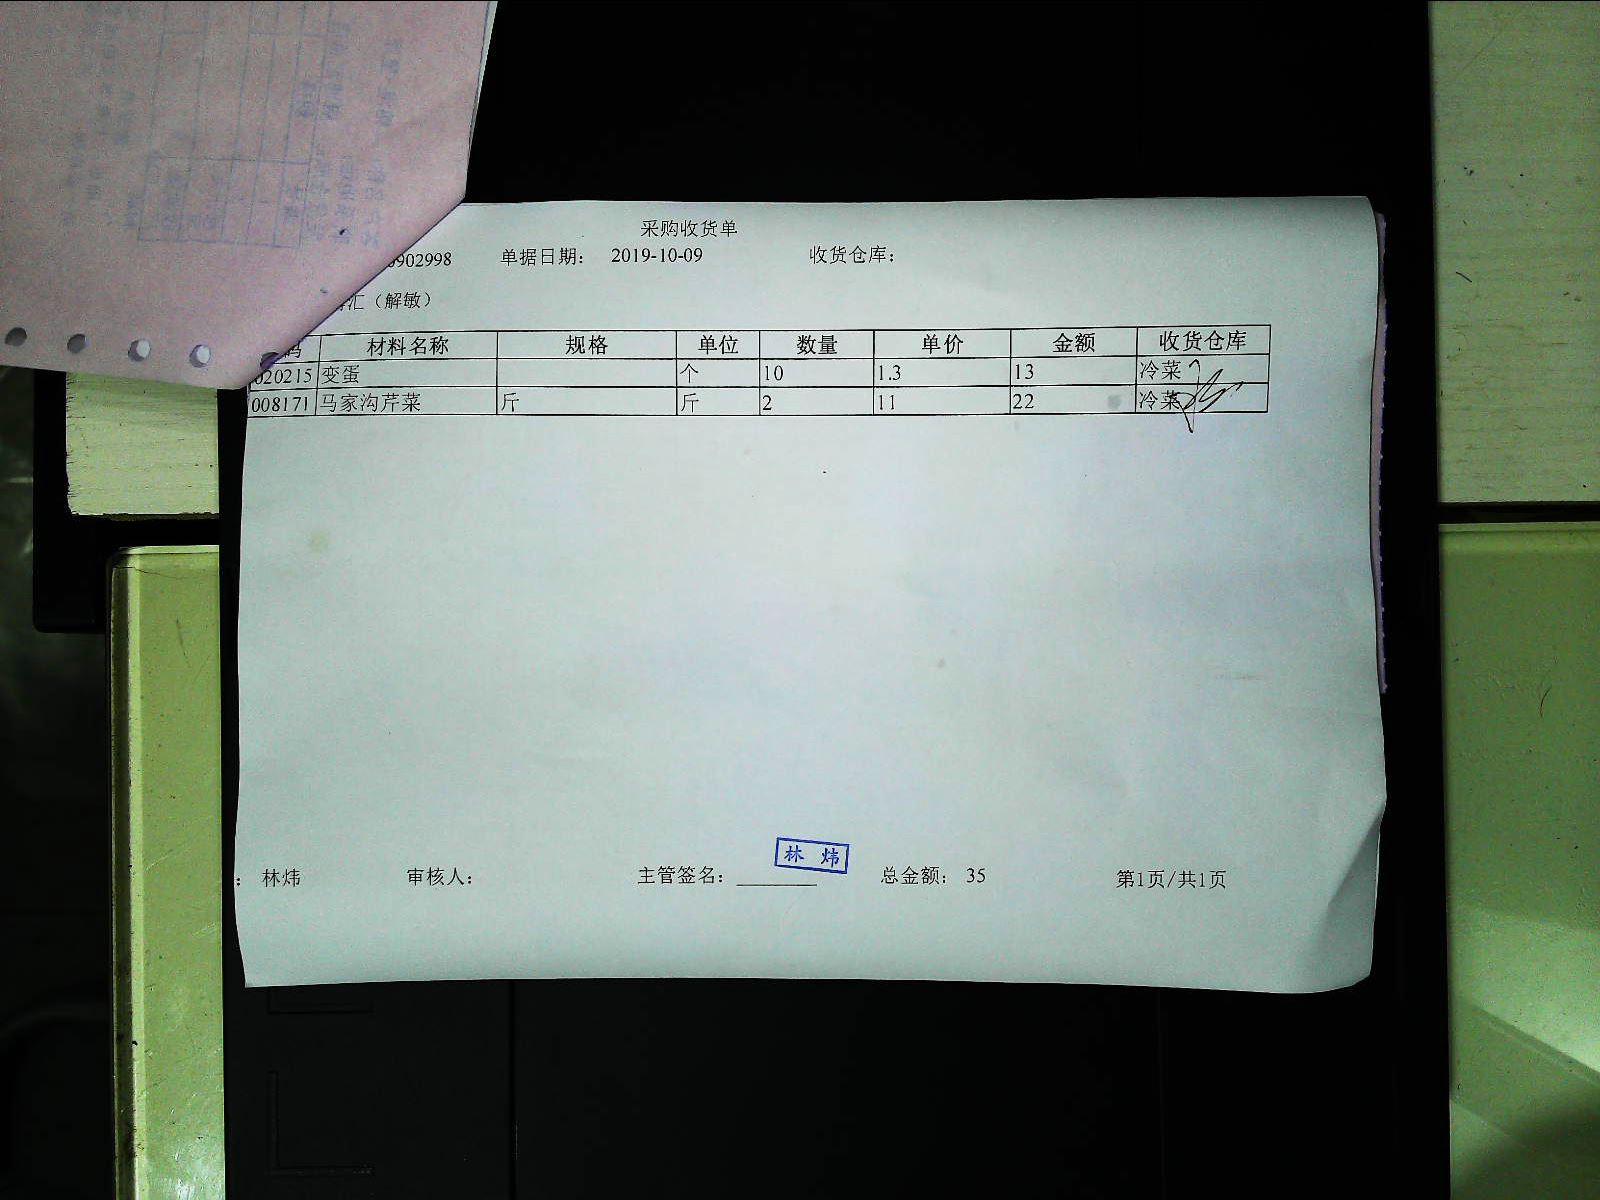 采购收货单
902998 单据日期： 2019-10-09 收货仓库：
汇（解敏）
码 材料名称 规格 单位 数量 单价 金额 收货仓库
020215 变蛋 个 10 1.3 13 冷菜
008171 马家沟芹菜 斤 斤 2 11 22 冷菜
林 炜
： 林炜 审核人： 主管签名： 总金额： 35 第1页/共1页